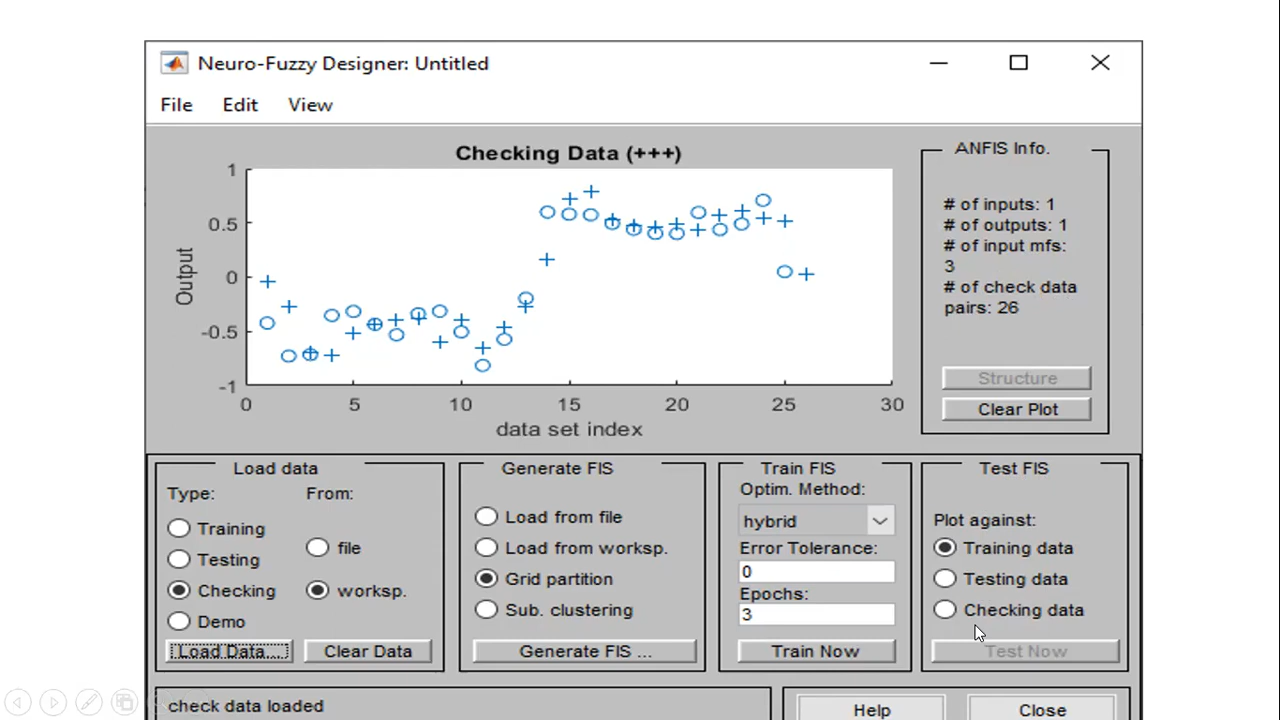 Neuro-Fuzzy Designer: Untitled
File Edit View
Checking Data (+++)
1
0.5
0
-0.5
-1
Output
0 5 10 15 20 25 30
data set index
ANFIS Info.
# of inputs: 1
# of outputs: 1
# of input mfs:
3
# of check data
pairs: 26
Structure
Clear Plot
Load data
Type: From:
Training
Testing
Checking
Demo
file
worksp.
Load Data... Clear Data
Generate FIS
Load from file
Load from worksp.
Grid partition
Sub. clustering
Generate FIS ...
Train FIS
Optim. Method:
hybrid
Error Tolerance:
0
Epochs:
3
Train Now
Test FIS
Plot against:
Training data
Testing data
Checking data
Test Now
check data loaded
Help Close